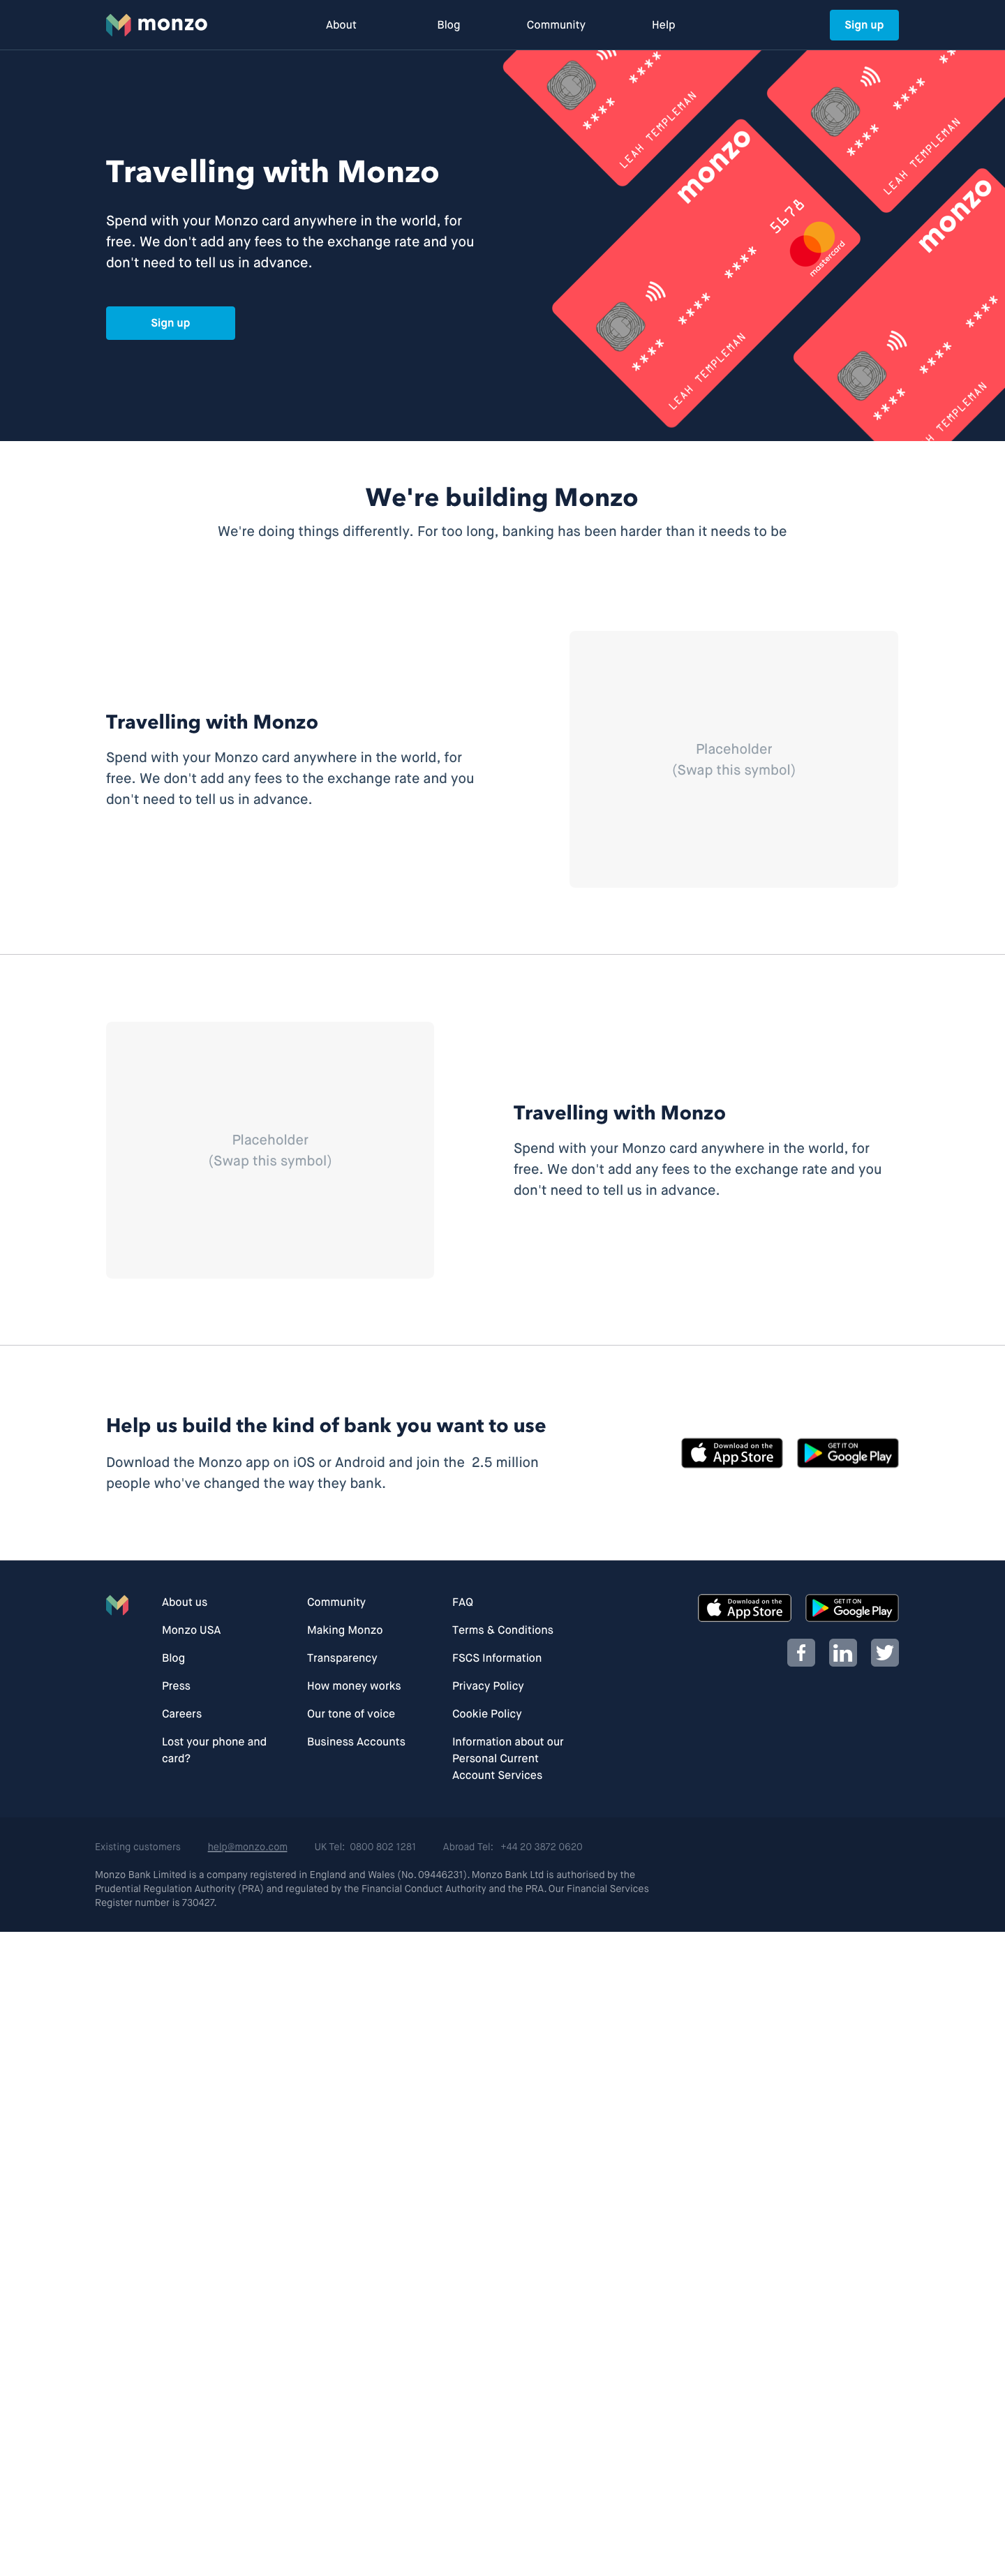 monzo
About
Blog
Community
Help
Sign up
**** ****
LEAH TEMPLEMAN
**** **** **
LEAH TEMPLEMAN
Travelling with Monzo
Spend with your Monzo card anywhere in the world, for
free. We don't add any fees to the exchange rate and you
don't need to tell us in advance.
Sign up
monzo
**** **** **** 5678
mastercard
LEAH TEMPLEMAN
monzo
**** **** ****
H TEMPLEMAN
We're building Monzo
We're doing things differently. For too long, banking has been harder than it needs to be
Travelling with Monzo
Spend with your Monzo card anywhere in the world, for
free. We don't add any fees to the exchange rate and you
don't need to tell us in advance.
Placeholder
(Swap this symbol)
Placeholder
(Swap this symbol)
Travelling with Monzo
Spend with your Monzo card anywhere in the world, for
free. We don't add any fees to the exchange rate and you
don't need to tell us in advance.
Help us build the kind of bank you want to use
Download the Monzo app on iOS or Android and join the 2.5 million
people who've changed the way they bank.
Download on the
App Store
GET IT ON
Google Play
About us
Monzo USA
Blog
Press
Careers
Lost your phone and
card?
Community
Making Monzo
Transparency
How money works
Our tone of voice
Business Accounts
FAQ
Terms & Conditions
FSCS Information
Privacy Policy
Cookie Policy
Information about our
Personal Current
Account Services
Download on the
App Store
GET IT ON
Google Play
f
in
Existing customers
help@monzo.com
UK Tel: 0800 802 1281
Abroad Tel: +44 20 3872 0620
Monzo Bank Limited is a company registered in England and Wales (No. 09446231). Monzo Bank Ltd is authorised by the
Prudential Regulation Authority (PRA) and regulated by the Financial Conduct Authority and the PRA. Our Financial Services
Register number is 730427.